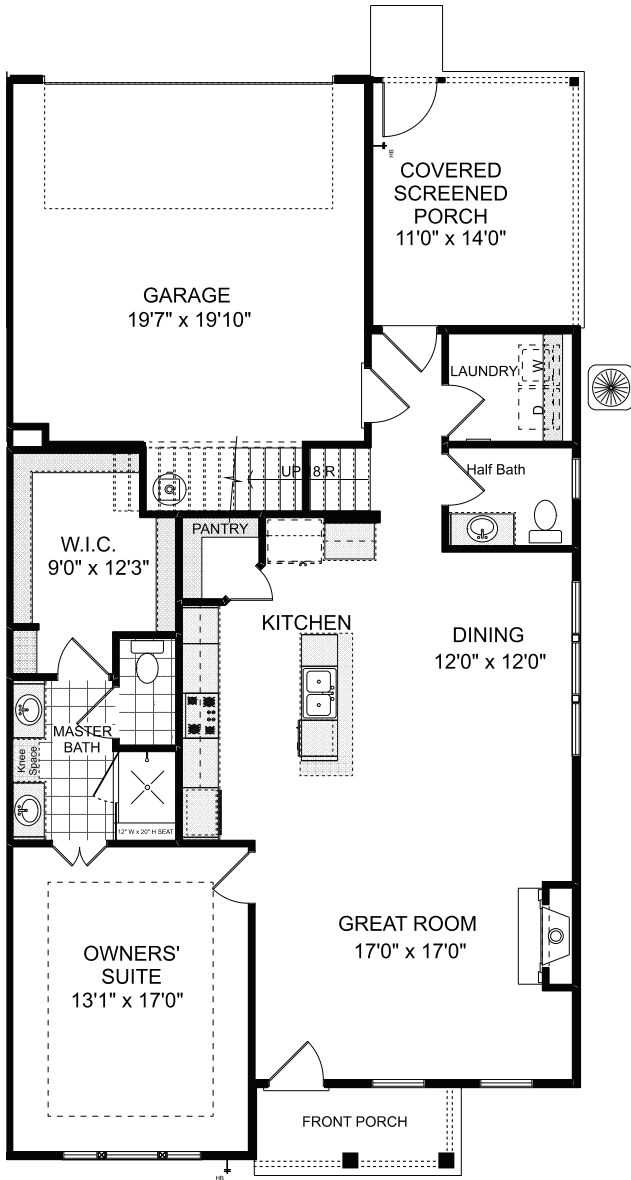 HB
COVERED
SCREENED
PORCH
11'0" x 14'0"
GARAGE
19'7" x 19'10"
LAUNDRY
W
D
UP 18 R
Half Bath
PANTRY
W.I.C.
9'0" x 12'3"
KITCHEN
DINING
12'0" x 12'0"
MASTER
BATH
Knee
Space
12" W x 20" H SEAT
GREAT ROOM
17'0" x 17'0"
OWNERS'
SUITE
13'1" x 17'0"
FRONT PORCH
HB